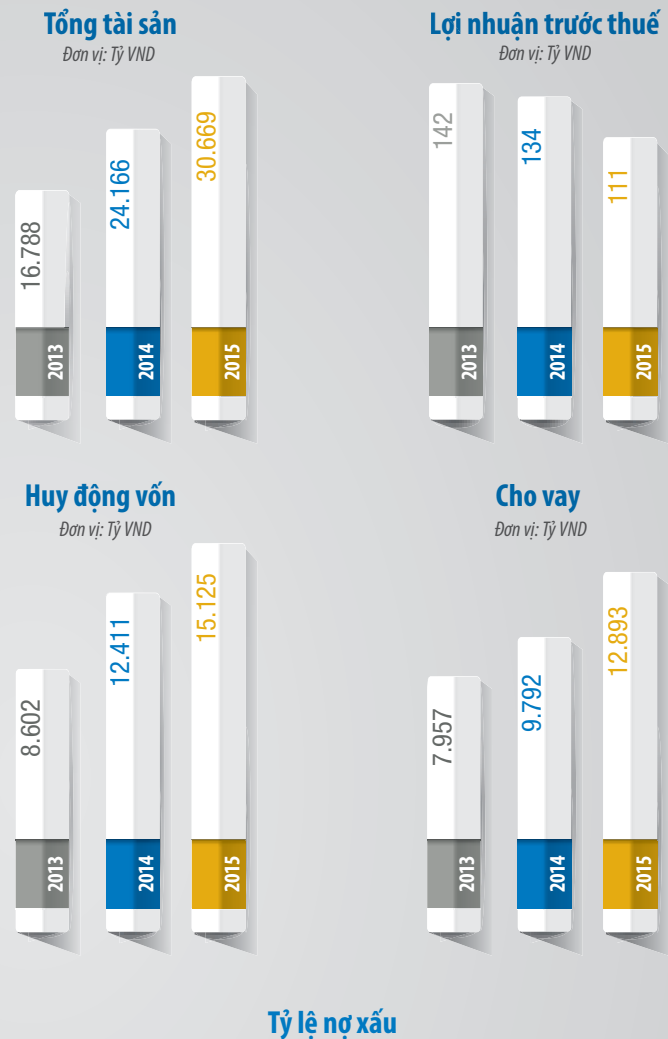 Tổng tài sản
Đơn vị: Tỷ VND
16.788
24.166
30.669
2013
2014
2015
Lợi nhuận trước thuế
Đơn vị: Tỷ VND
142
134
111
2013
2014
2015
Huy động vốn
Đơn vị: Tỷ VND
8.602
12.411
15.125
2013
2014
2015
Cho vay
Đơn vị: Tỷ VND
7.957
9.792
12.893
2013
2014
2015
Tỷ lệ nợ xấu